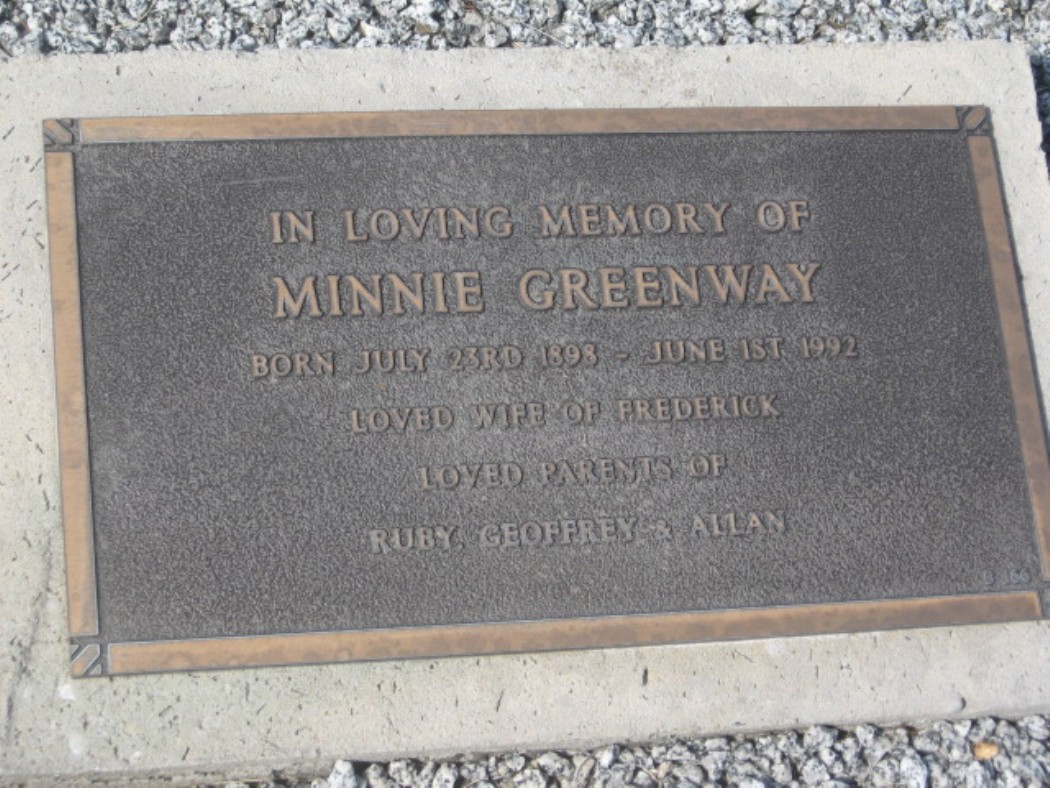 IN LOVING MEMORY OF
MINNIE GREENWAY
BORN JULY 23RD 1898 - JUNE 1ST 1992
LOVED WIFE OF FREDERICK
LOVED PARENTS OF
RUBY, GEOFFREY & ALLAN